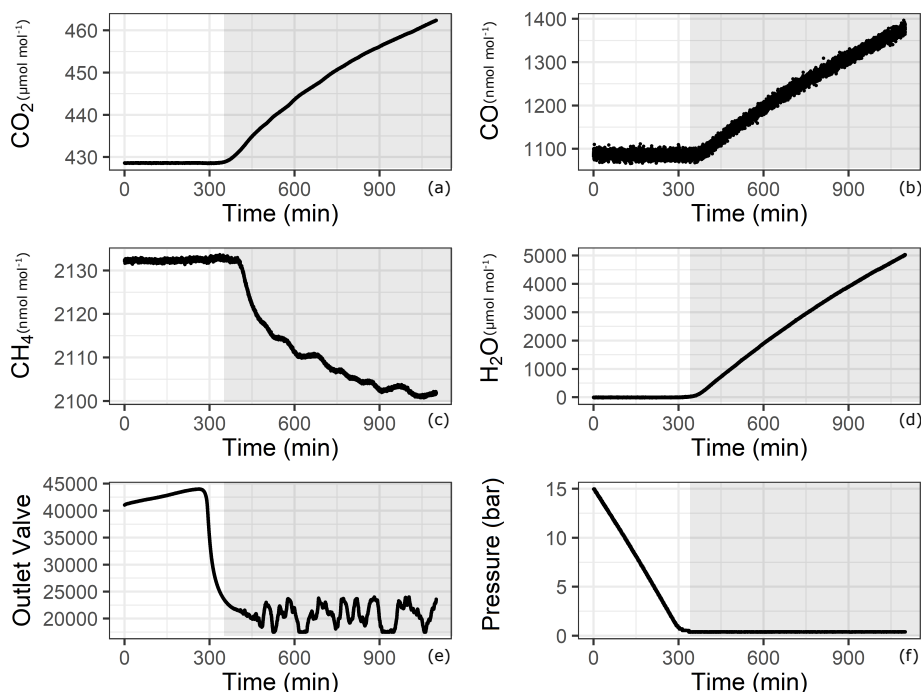 CO2(μmol mol-1)
460
450
440
430
0 300 600 900 (a)
Time (min)
CO(nmol mol-1)
1400
1300
1200
1100
0 300 600 900 (b)
Time (min)
CH4(nmol mol-1)
2130
2120
2110
2100
0 300 600 900 (c)
Time (min)
H2O(μmol mol-1)
5000
4000
3000
2000
1000
0
0 300 600 900 (d)
Time (min)
Outlet Valve
45000
40000
35000
30000
25000
20000
0 300 600 900 (e)
Time (min)
Pressure (bar)
15
10
5
0
0 300 600 900 (f)
Time (min)